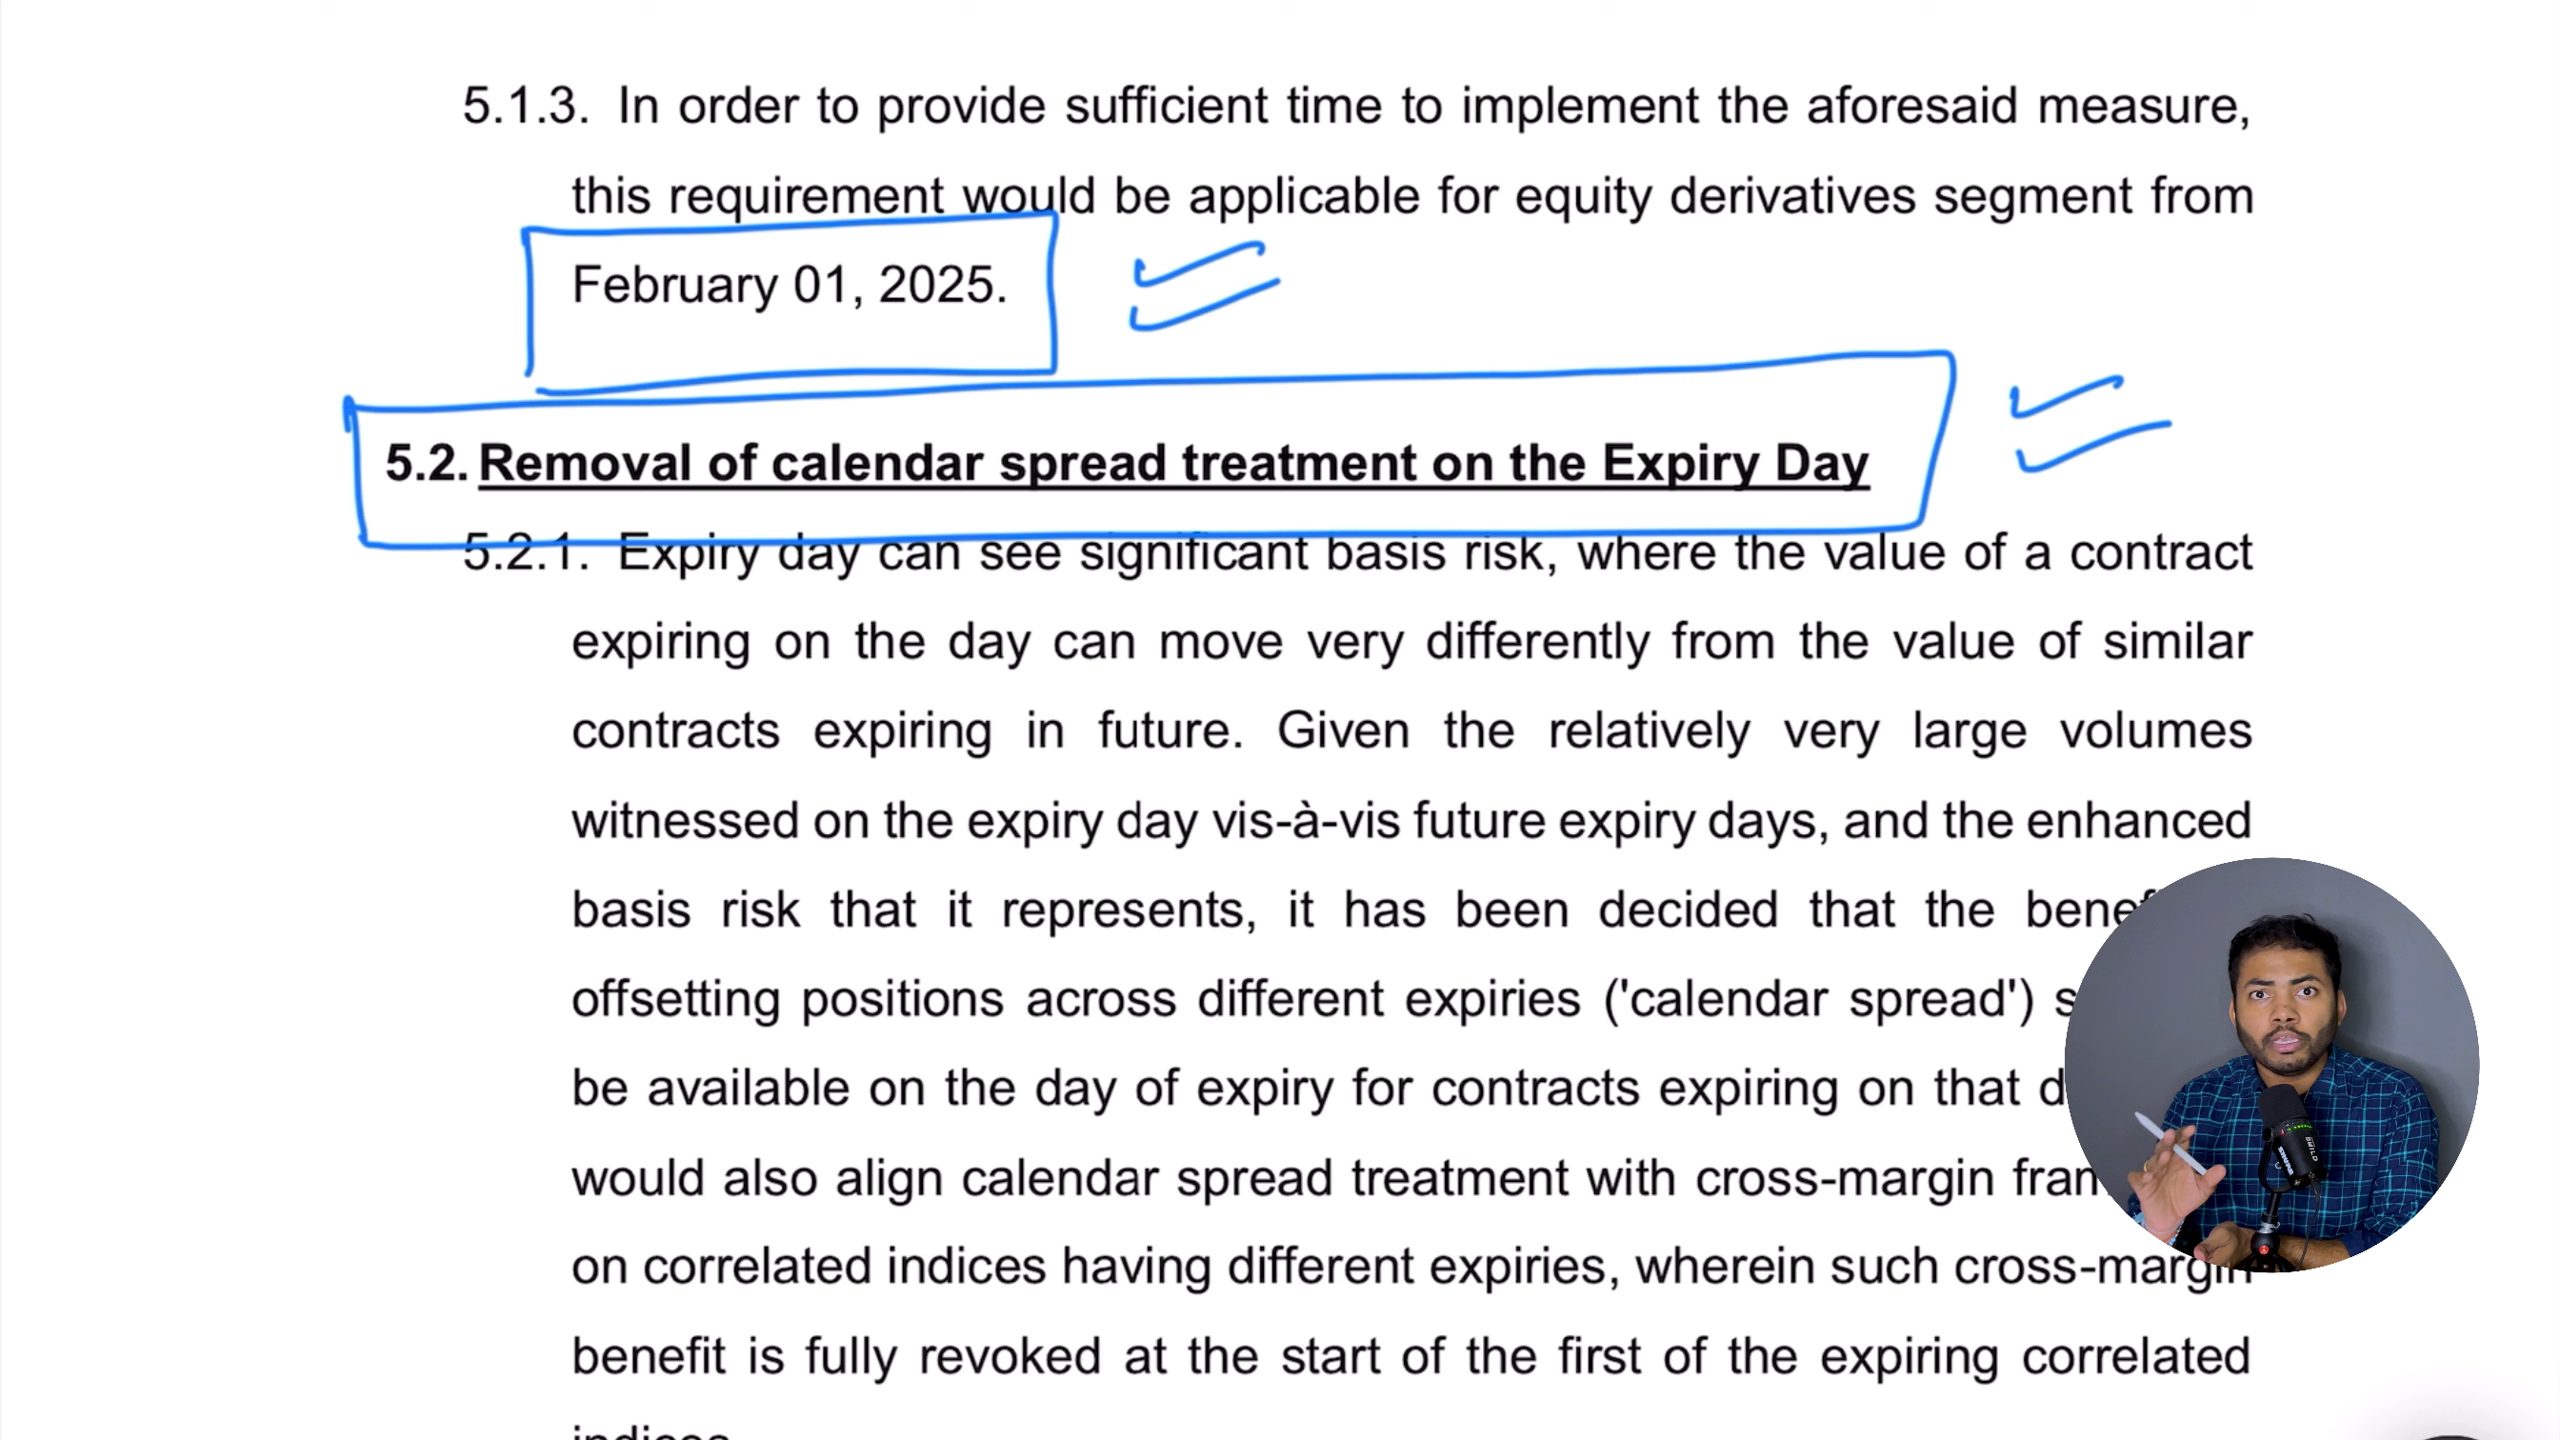 5.1.3. In order to provide sufficient time to implement the aforesaid measure,
this requirement would be applicable for equity derivatives segment from
February 01, 2025.
5.2. Removal of calendar spread treatment on the Expiry Day
5.2.1. Expiry day can see significant basis risk, where the value of a contract
expiring on the day can move very differently from the value of similar
contracts expiring in future. Given the relatively very large volumes
witnessed on the expiry day vis-à-vis future expiry days, and the enhanced
basis risk that it represents, it has been decided that the
offsetting positions across different expiries ('calendar spread')
be available on the day of expiry for contracts expiring on that
would also align calendar spread treatment with cross-margin
on correlated indices having different expiries, wherein such cross-margin
benefit is fully revoked at the start of the first of the expiring correlated